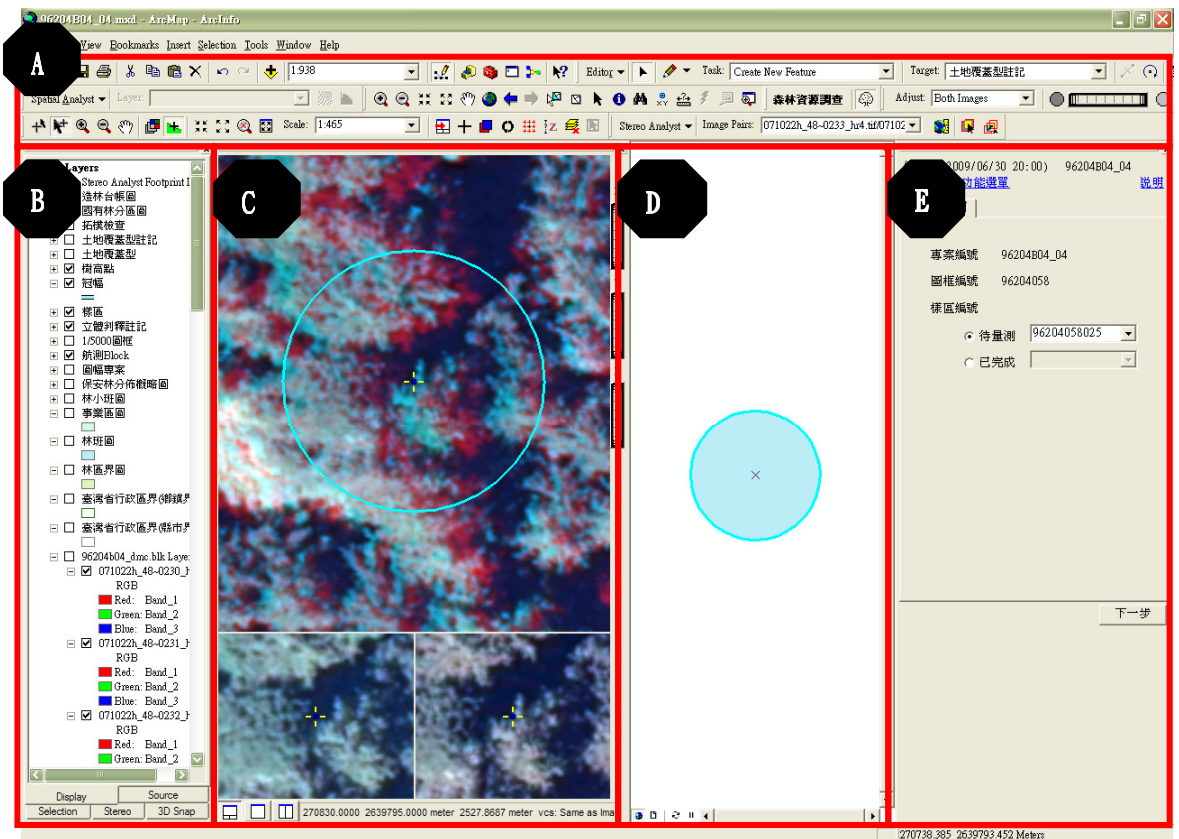 96204B04_04.mxd - ArcMap - ArcInfo
View Bookmarks Insert Selection Tools Window Help
A
1:938
Editor
Task: Create New Feature
Target: 土地覆蓋型註記
Spatial Analyst
Layer:
森林資源調查
Adjust: Both Images
Scale: 1:465
Stereo Analyst
Image Pairs: 071022h_48~0233_hr4.tif/07102
B
Layers
Stereo Analyst Footprint I
造林台帳圖
國有林分區圖
拓樸檢查
土地覆蓋型註記
土地覆蓋型
樹高點
冠幅
樣區
立體判釋註記
1/5000圖框
航測Block
圖幅專案
保安林分佈概略圖
林小班圖
事業區圖
林班圖
林區界圖
臺灣省行政區界(鄉鎮界
臺灣省行政區界(縣市界
96204b04_dmc.blk Laye
071022h_48~0230_h
RGB
Red: Band_1
Green: Band_2
Blue: Band_3
071022h_48~0231_h
RGB
Red: Band_1
Green: Band_2
Blue: Band_3
071022h_48~0232_h
RGB
Red: Band_1
Green: Band_2
Display
Source
Selection
Stereo
3D Snap
C
270830.0000 2639795.0000 meter 2527.8687 meter vcs: Same as Ima
D
E
009/06/30 20:00) 96204B04_04
功能選單
說明
專案編號 96204B04_04
圖框編號 96204058
樣區編號
待量測 96204058025
已完成
下一步
270738.385 2639793.452 Meters